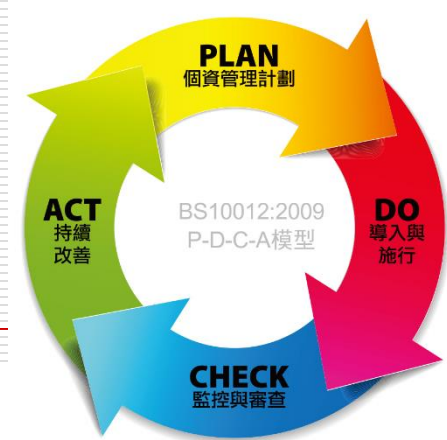 PLAN
個資管理計劃
ACT
持續
改善
BS10012:2009
P-D-C-A模型
DO
導入與
施行
CHECK
監控與審查